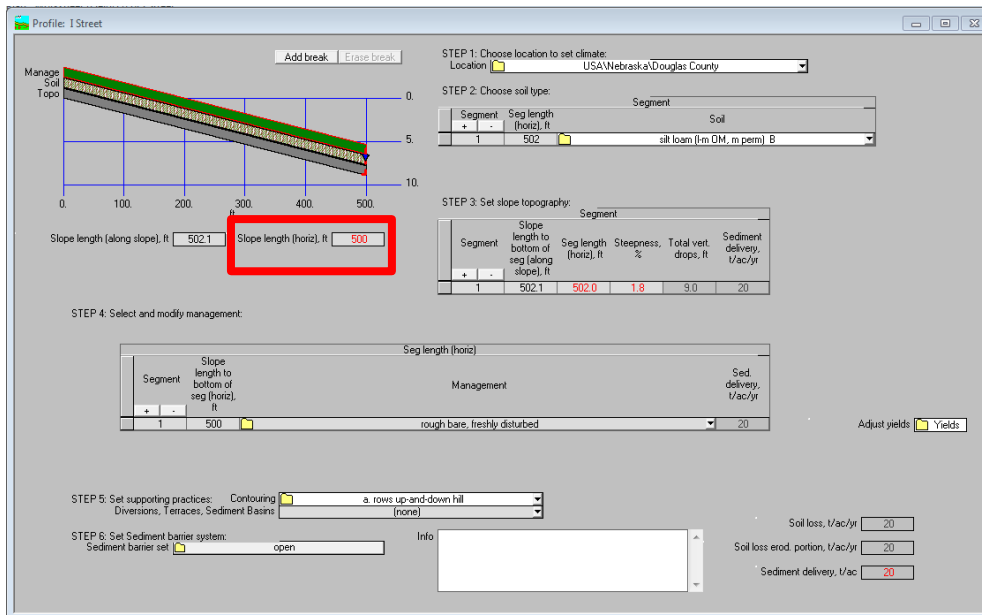 Profile: I Street
Add break Erase break
Manage
Soil
Topo
0.
5.
10.
0. 100. 200. 300. 400. 500.
ft
Slope length (along slope), ft 502.1 Slope length (horiz), ft 500
STEP 1: Choose location to set climate:
Location USA\Nebraska\Douglas County
STEP 2: Choose soil type:
Segment
Segment Seg length (horiz), ft Soil
+ -
1 502 silt loam (l-m OM, m perm) B
STEP 3: Set slope topography:
Segment
Segment Slope length to bottom of seg (along slope), ft Seg length (horiz), ft Steepness, % Total vert. drops, ft Sediment delivery, t/ac/yr
+ -
1 502.1 502.0 1.8 9.0 20
STEP 4: Select and modify management:
Seg length (horiz)
Segment Slope length to bottom of seg (horiz), ft Management Sed. delivery, t/ac/yr
+ -
1 500 rough bare, freshly disturbed 20
Adjust yields Yields
STEP 5: Set supporting practices: Contouring a. rows up-and-down hill
Diversions, Terraces, Sediment Basins (none)
STEP 6: Set Sediment barrier system:
Sediment barrier set open
Info
Soil loss, t/ac/yr 20
Soil loss erod. portion, t/ac/yr 20
Sediment delivery, t/ac 20